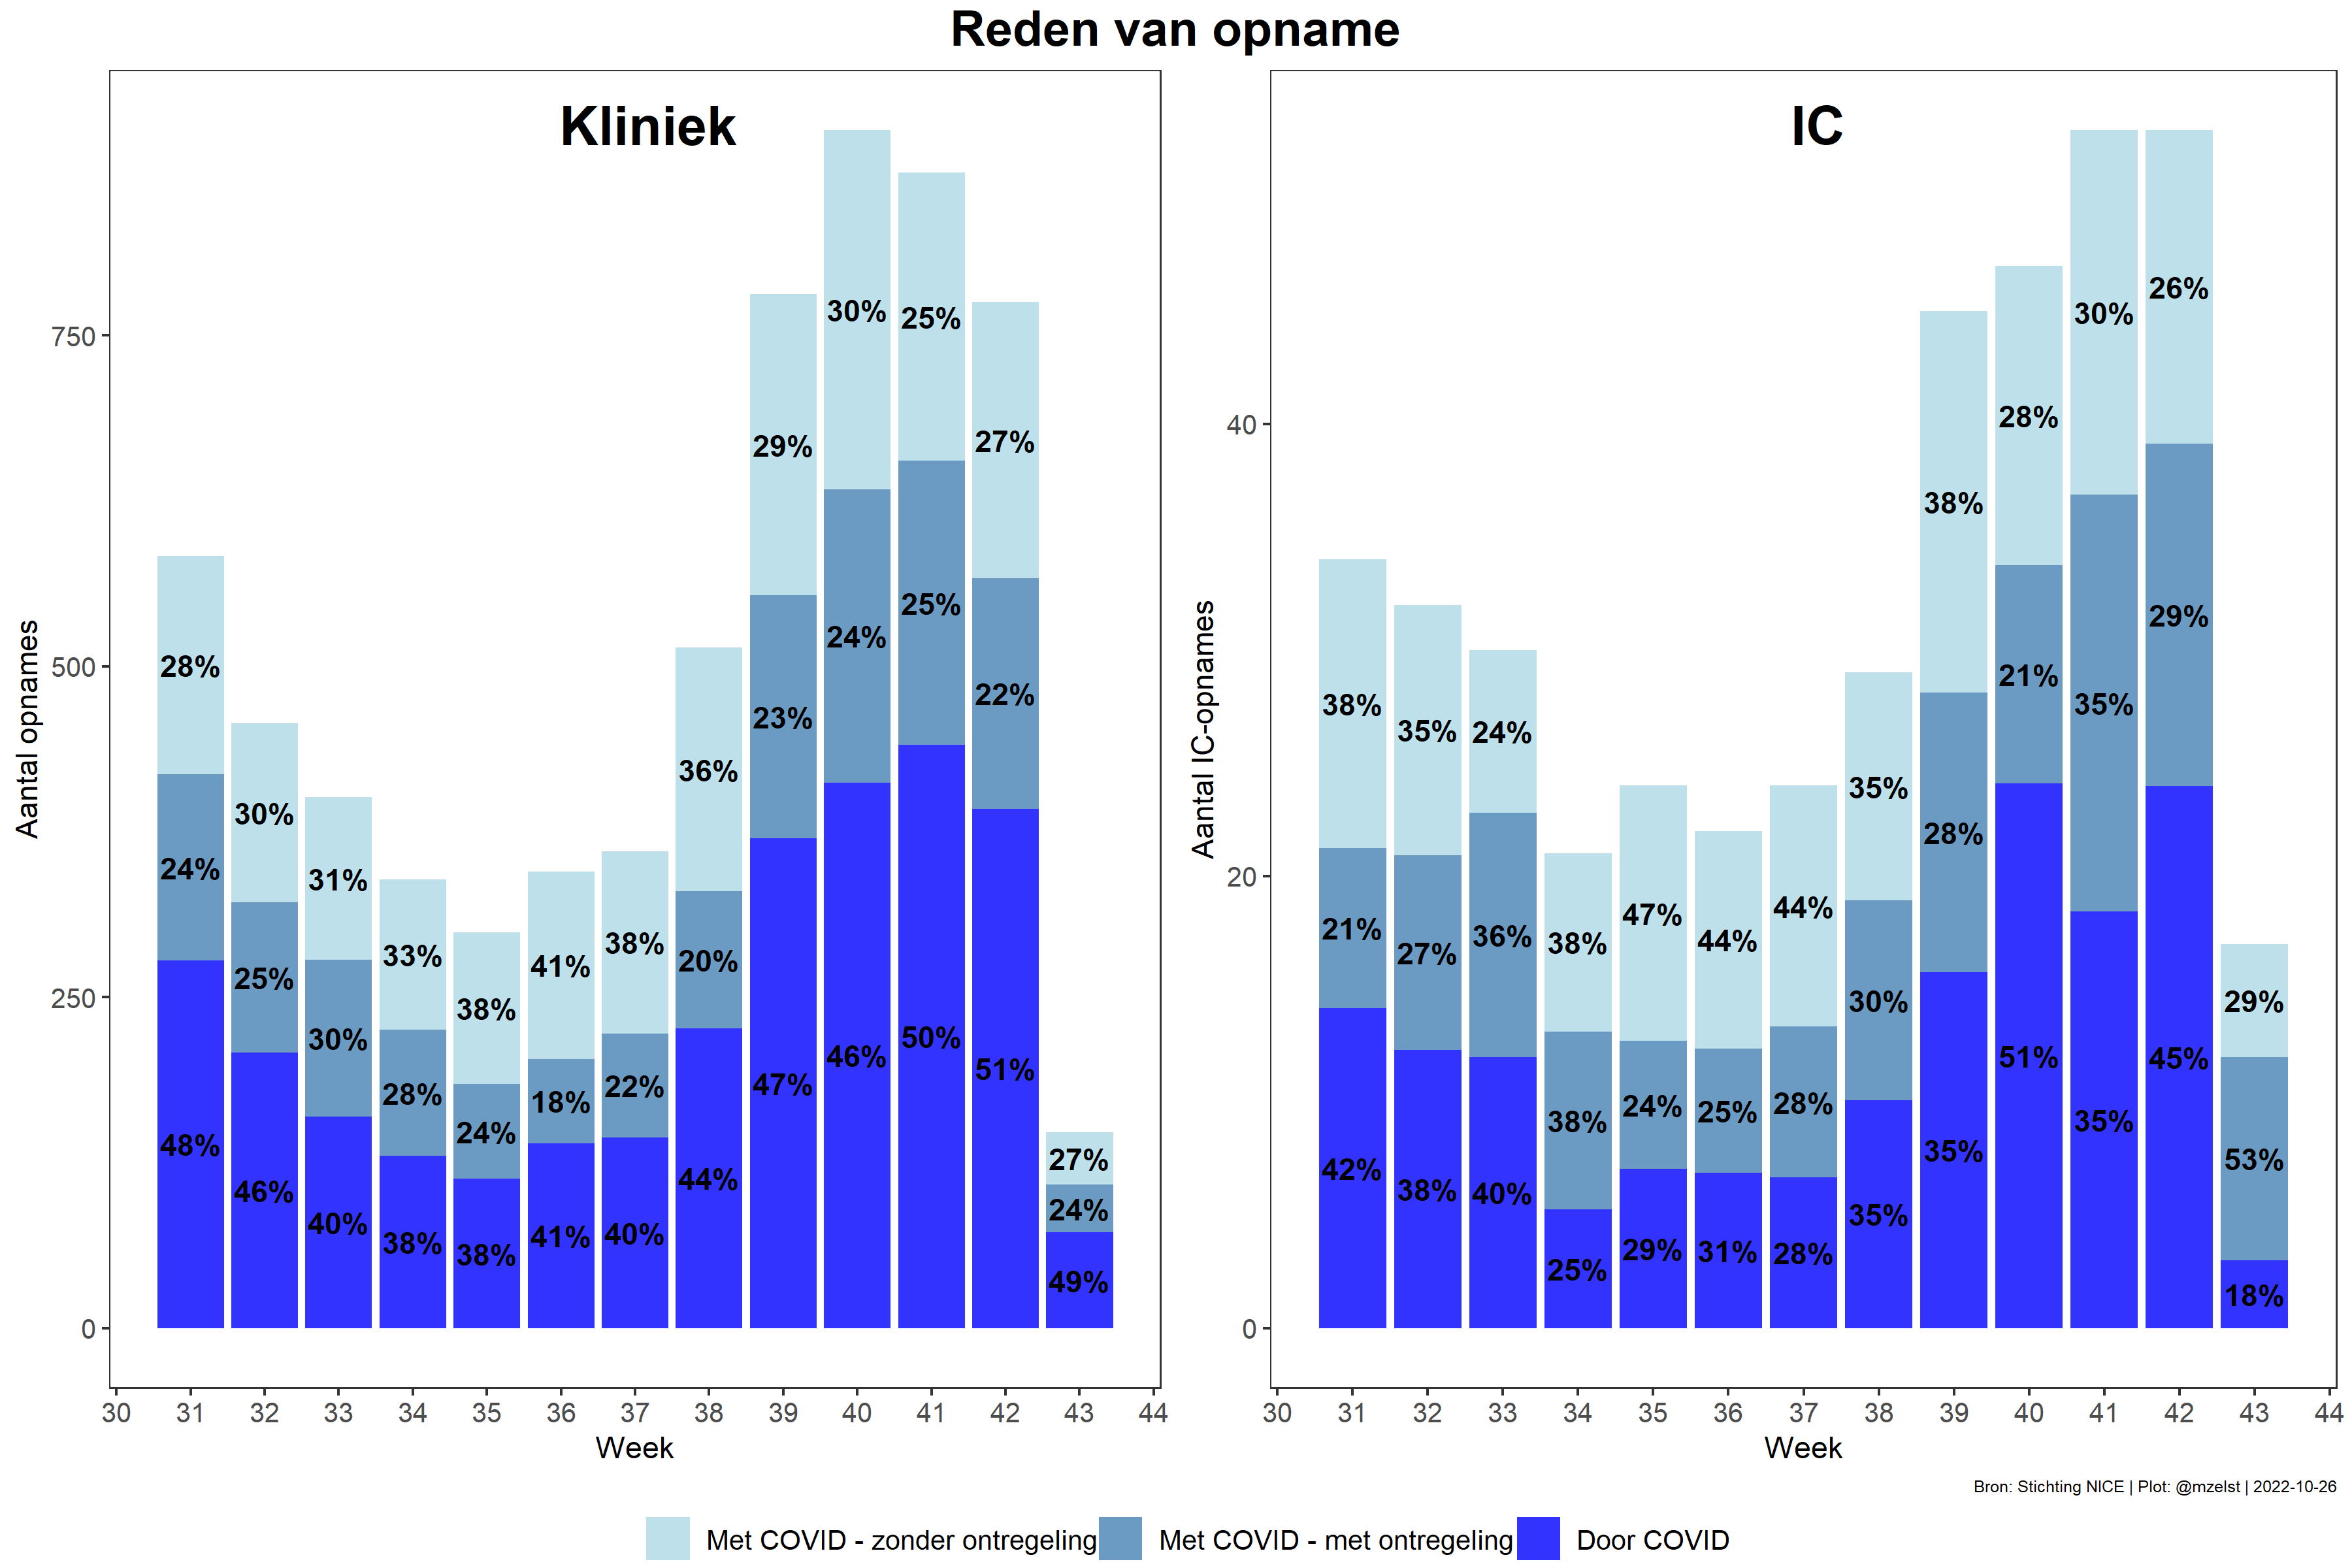 Reden van opname
Kliniek
Aantal opnames
750
500
250
0
28% 24% 48%
30% 25% 46%
31% 30% 40%
33% 28% 38%
38% 24% 38%
41% 18% 41%
38% 22% 40%
36% 20% 44%
29% 23% 47%
30% 24% 46%
25% 25% 50%
27% 22% 51%
27% 24% 49%
30 31 32 33 34 35 36 37 38 39 40 41 42 43 44
Week
IC
Aantal IC-opnames
40
20
0
38% 21% 42%
35% 27% 38%
24% 36% 40%
38% 38% 25%
47% 24% 29%
44% 25% 31%
44% 28% 28%
35% 30% 35%
38% 28% 35%
28% 21% 51%
30% 35% 35%
26% 29% 45%
29% 53% 18%
30 31 32 33 34 35 36 37 38 39 40 41 42 43 44
Week
Bron: Stichting NICE | Plot: @mzelst | 2022-10-26
Met COVID - zonder ontregeling Met COVID - met ontregeling Door COVID